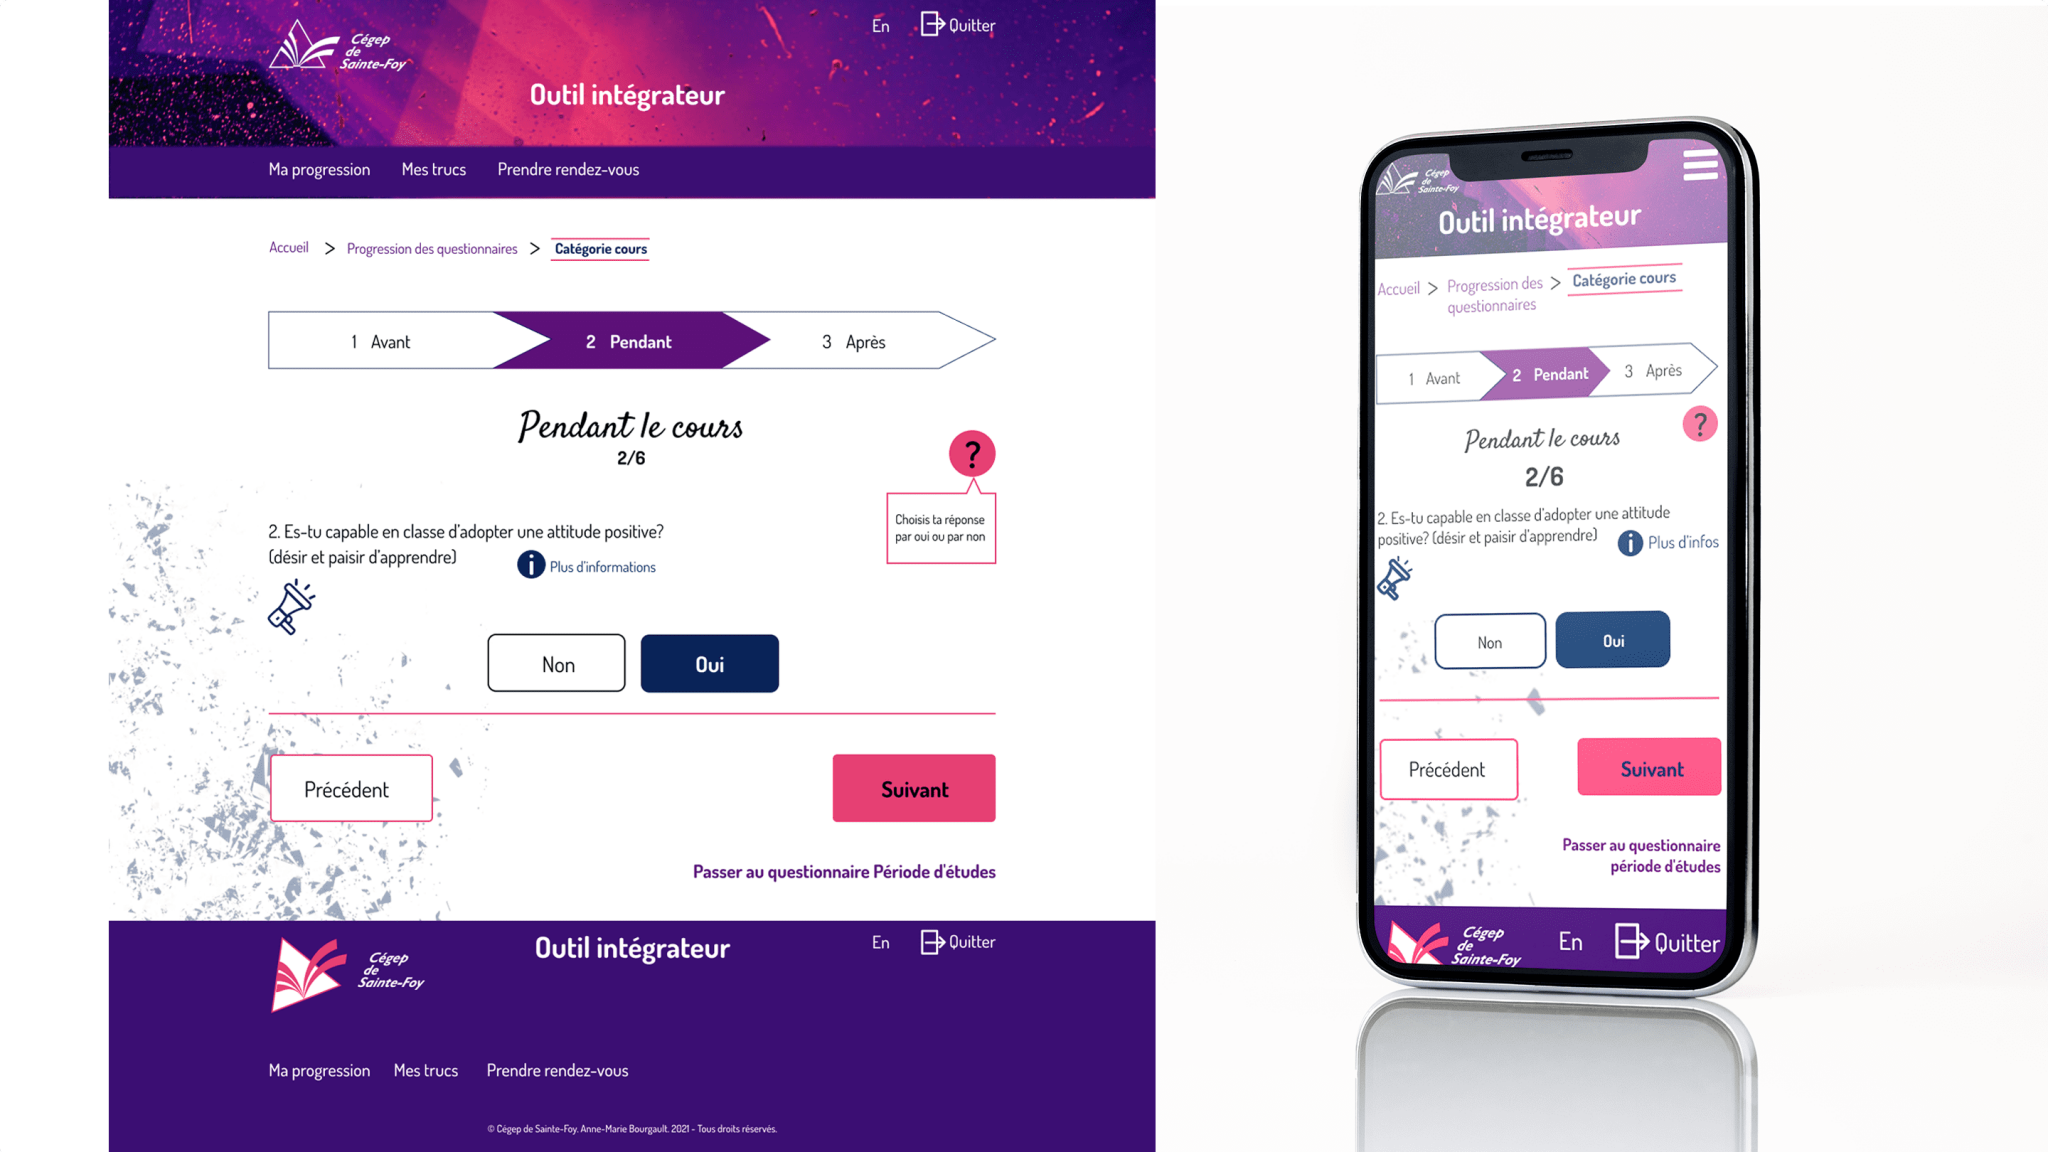 Cégep
de
Sainte-Foy
En
Quitter
Outil intégrateur
Ma progression
Mes trucs
Prendre rendez-vous
Accueil > Progression des questionnaires > Catégorie cours
1 Avant
2 Pendant
3 Après
Pendant le cours
2/6
?
Choisis ta réponse
par oui ou par non
2. Es-tu capable en classe d'adopter une attitude positive?
(désir et paisir d'apprendre)
i Plus d'informations
Non
Oui
Précédent
Suivant
Passer au questionnaire Période d'études
Cégep
de
Sainte-Foy
Outil intégrateur
En
Quitter
Ma progression
Mes trucs
Prendre rendez-vous
© Cégep de Sainte-Foy. Anne-Marie Bourgault. 2021 - Tous droits réservés.
Cégep
de
Sainte-Foy
Outil intégrateur
Accueil > Progression des > Catégorie cours
questionnaires
1 Avant
2 Pendant
3 Après
?
Pendant le cours
2/6
2. Es-tu capable en classe d'adopter une attitude
positive? (désir et paisir d'apprendre)
i Plus d'infos
Non
Oui
Précédent
Suivant
Passer au questionnaire
période d'études
Cégep
de
Sainte-Foy
En
Quitter